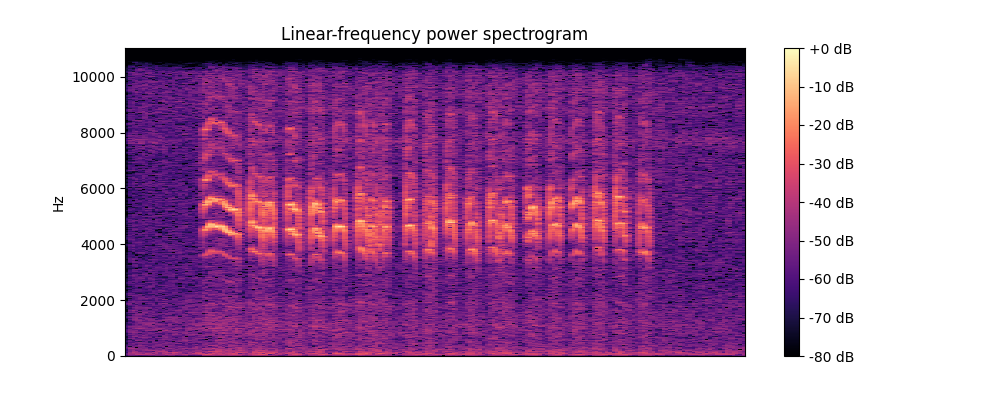 Linear-frequency power spectrogram
Hz
10000
8000
6000
4000
2000
0
+0 dB
-10 dB
-20 dB
-30 dB
-40 dB
-50 dB
-60 dB
-70 dB
-80 dB